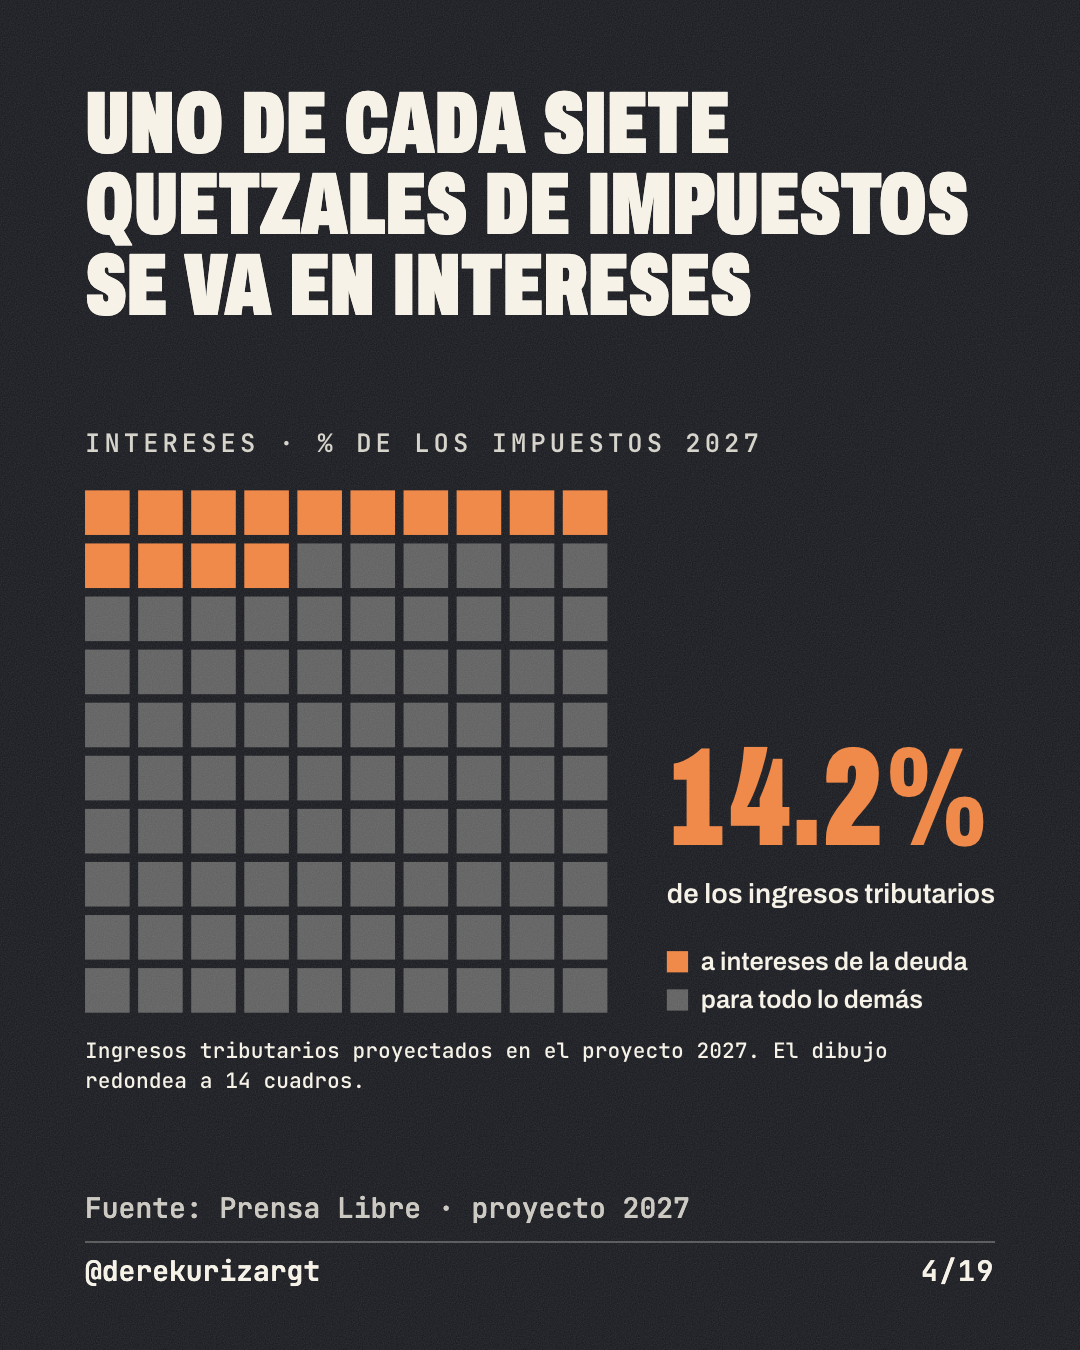 UNO DE CADA SIETE
QUETZALES DE IMPUESTOS
SE VA EN INTERESES
INTERESES · % DE LOS IMPUESTOS 2027
14.2%
de los ingresos tributarios
a intereses de la deuda
para todo lo demás
Ingresos tributarios proyectados en el proyecto 2027. El dibujo
redondea a 14 cuadros.
Fuente: Prensa Libre · proyecto 2027
@derekurizargt
4/19